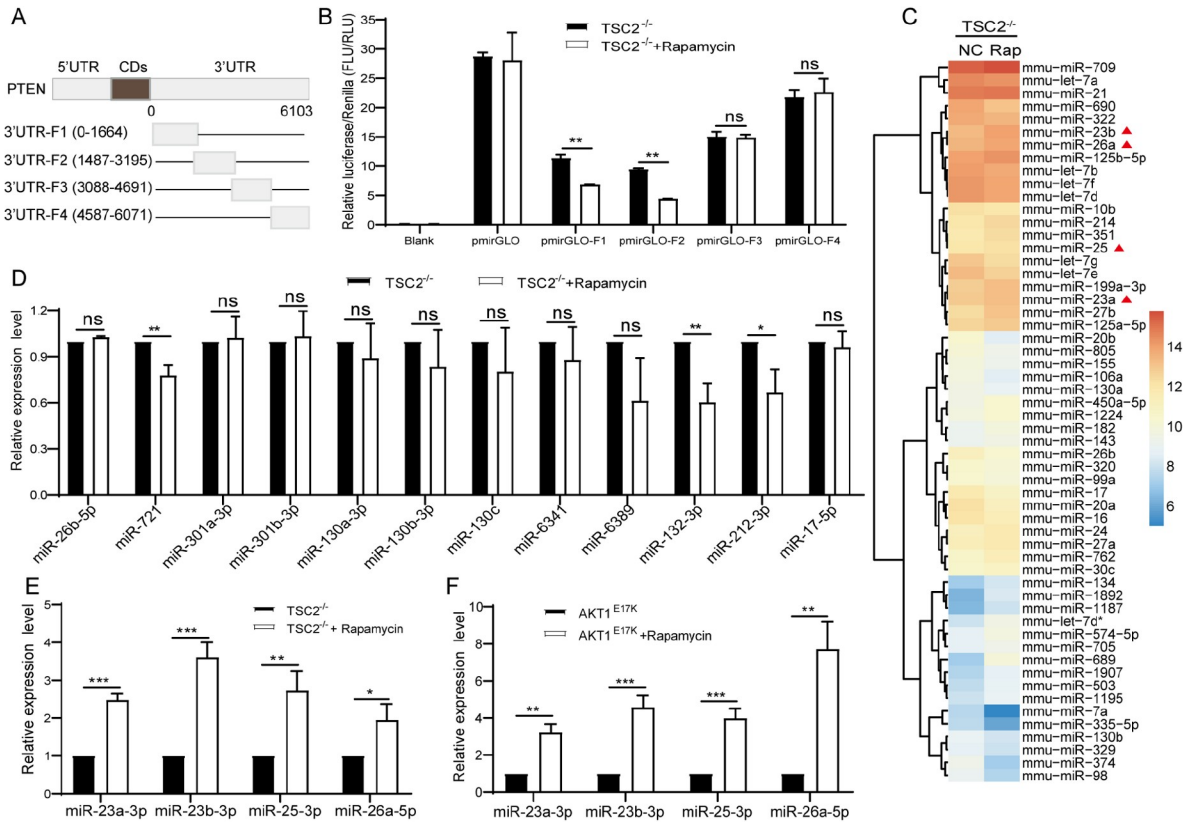 A
5'UTR CDs 3'UTR
PTEN
0 6103
3'UTR-F1 (0-1664)
3'UTR-F2 (1487-3195)
3'UTR-F3 (3088-4691)
3'UTR-F4 (4587-6071)
B
TSC2-/-
TSC2-/-+Rapamycin
Relative luciferase/Renilla (FLU/RLU)
35
30
25
20
15
10
5
0
** ** ns ns
Blank pmirGLO pmirGLO-F1 pmirGLO-F2 pmirGLO-F3 pmirGLO-F4
C
TSC2-/-
NC Rap
mmu-miR-709
mmu-let-7a
mmu-miR-21
mmu-miR-690
mmu-miR-322
mmu-miR-23b
mmu-miR-26a
mmu-miR-125b-5p
mmu-let-7b
mmu-let-7f
mmu-let-7d
mmu-miR-10b
mmu-miR-214
mmu-miR-351
mmu-miR-25
mmu-let-7g
mmu-let-7e
mmu-miR-199a-3p
mmu-miR-23a
mmu-miR-27b
mmu-miR-125a-5p
mmu-miR-20b
mmu-miR-805
mmu-miR-155
mmu-miR-106a
mmu-miR-130a
mmu-miR-450a-5p
mmu-miR-1224
mmu-miR-182
mmu-miR-143
mmu-miR-26b
mmu-miR-320
mmu-miR-99a
mmu-miR-17
mmu-miR-20a
mmu-miR-16
mmu-miR-24
mmu-miR-27a
mmu-miR-762
mmu-miR-30c
mmu-miR-134
mmu-miR-1892
mmu-miR-1187
mmu-let-7d*
mmu-miR-574-5p
mmu-miR-705
mmu-miR-689
mmu-miR-1907
mmu-miR-503
mmu-miR-1195
mmu-miR-7a
mmu-miR-335-5p
mmu-miR-130b
mmu-miR-329
mmu-miR-374
mmu-miR-98
14
12
10
8
6
D
TSC2-/-
TSC2-/-+Rapamycin
Relative expression level
1.2
0.9
0.6
0.3
0.0
ns ** ns ns ns ns ns ns ns ** * ns
miR-26b-5p miR-721 miR-301a-3p miR-301b-3p miR-130a-3p miR-130b-3p miR-130c miR-6341 miR-6389 miR-132-3p miR-212-3p miR-17-5p
E
TSC2-/-
TSC2-/- + Rapamycin
Relative expression level
5
4
3
2
1
0
*** *** ** *
miR-23a-3p miR-23b-3p miR-25-3p miR-26a-5p
F
AKT1E17K
AKT1E17K+Rapamycin
Relative expression level
10
8
6
4
2
0
** *** *** **
miR-23a-3p miR-23b-3p miR-25-3p miR-26a-5p